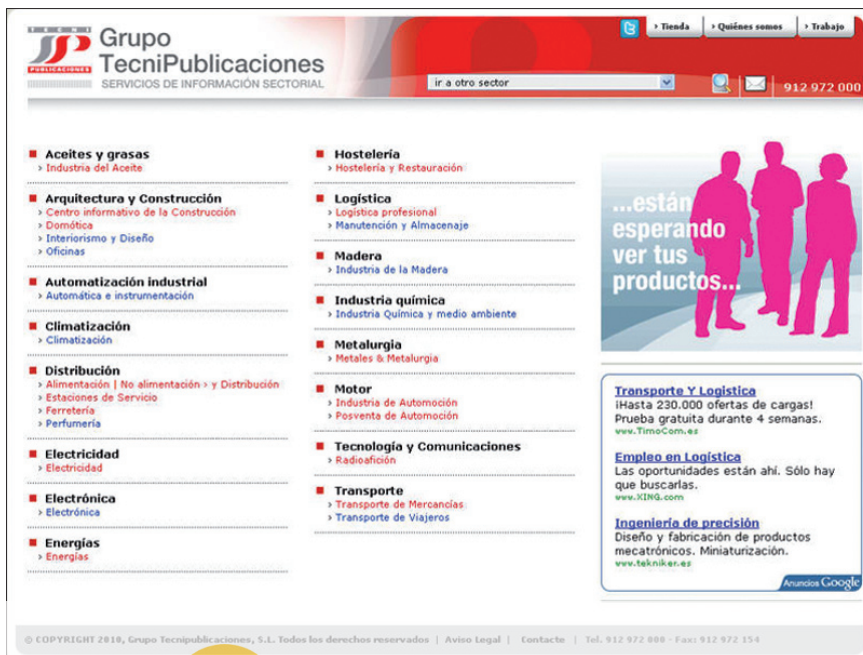 TECNI
PUBLICACIONES
Grupo
TecniPublicaciones
SERVICIOS DE INFORMACIÓN SECTORIAL
› Tienda
› Quiénes somos
› Trabajo
ir a otro sector
912 972 000
Aceites y grasas
› Industria del Aceite
Arquitectura y Construcción
› Centro informativo de la Construcción
› Domótica
› Interiorismo y Diseño
› Oficinas
Automatización industrial
› Automática e instrumentación
Climatización
› Climatización
Distribución
› Alimentación | No alimentación › y Distribución
› Estaciones de Servicio
› Ferretería
› Perfumería
Electricidad
› Electricidad
Electrónica
› Electrónica
Energías
› Energías
Hostelería
› Hostelería y Restauración
Logística
› Logística profesional
› Manutención y Almacenaje
Madera
› Industria de la Madera
Industria química
› Industria Química y medio ambiente
Metalurgia
› Metales & Metalurgia
Motor
› Industria de Automoción
› Posventa de Automoción
Tecnología y Comunicaciones
› Radioafición
Transporte
› Transporte de Mercancías
› Transporte de Viajeros
...están
esperando
ver tus
productos...
Transporte Y Logistica
¡Hasta 230.000 ofertas de cargas!
Prueba gratuita durante 4 semanas.
www.TimoCom.es
Empleo en Logística
Las oportunidades están ahí. Sólo hay
que buscarlas.
www.XING.com
Ingeniería de precisión
Diseño y fabricación de productos
mecatrónicos. Miniaturización.
www.tekniker.es
Anuncios Google
© COPYRIGHT 2010, Grupo Tecnipublicaciones, S.L. Todos los derechos reservados | Aviso Legal | Contacte | Tel. 912 972 000 - Fax: 912 972 154